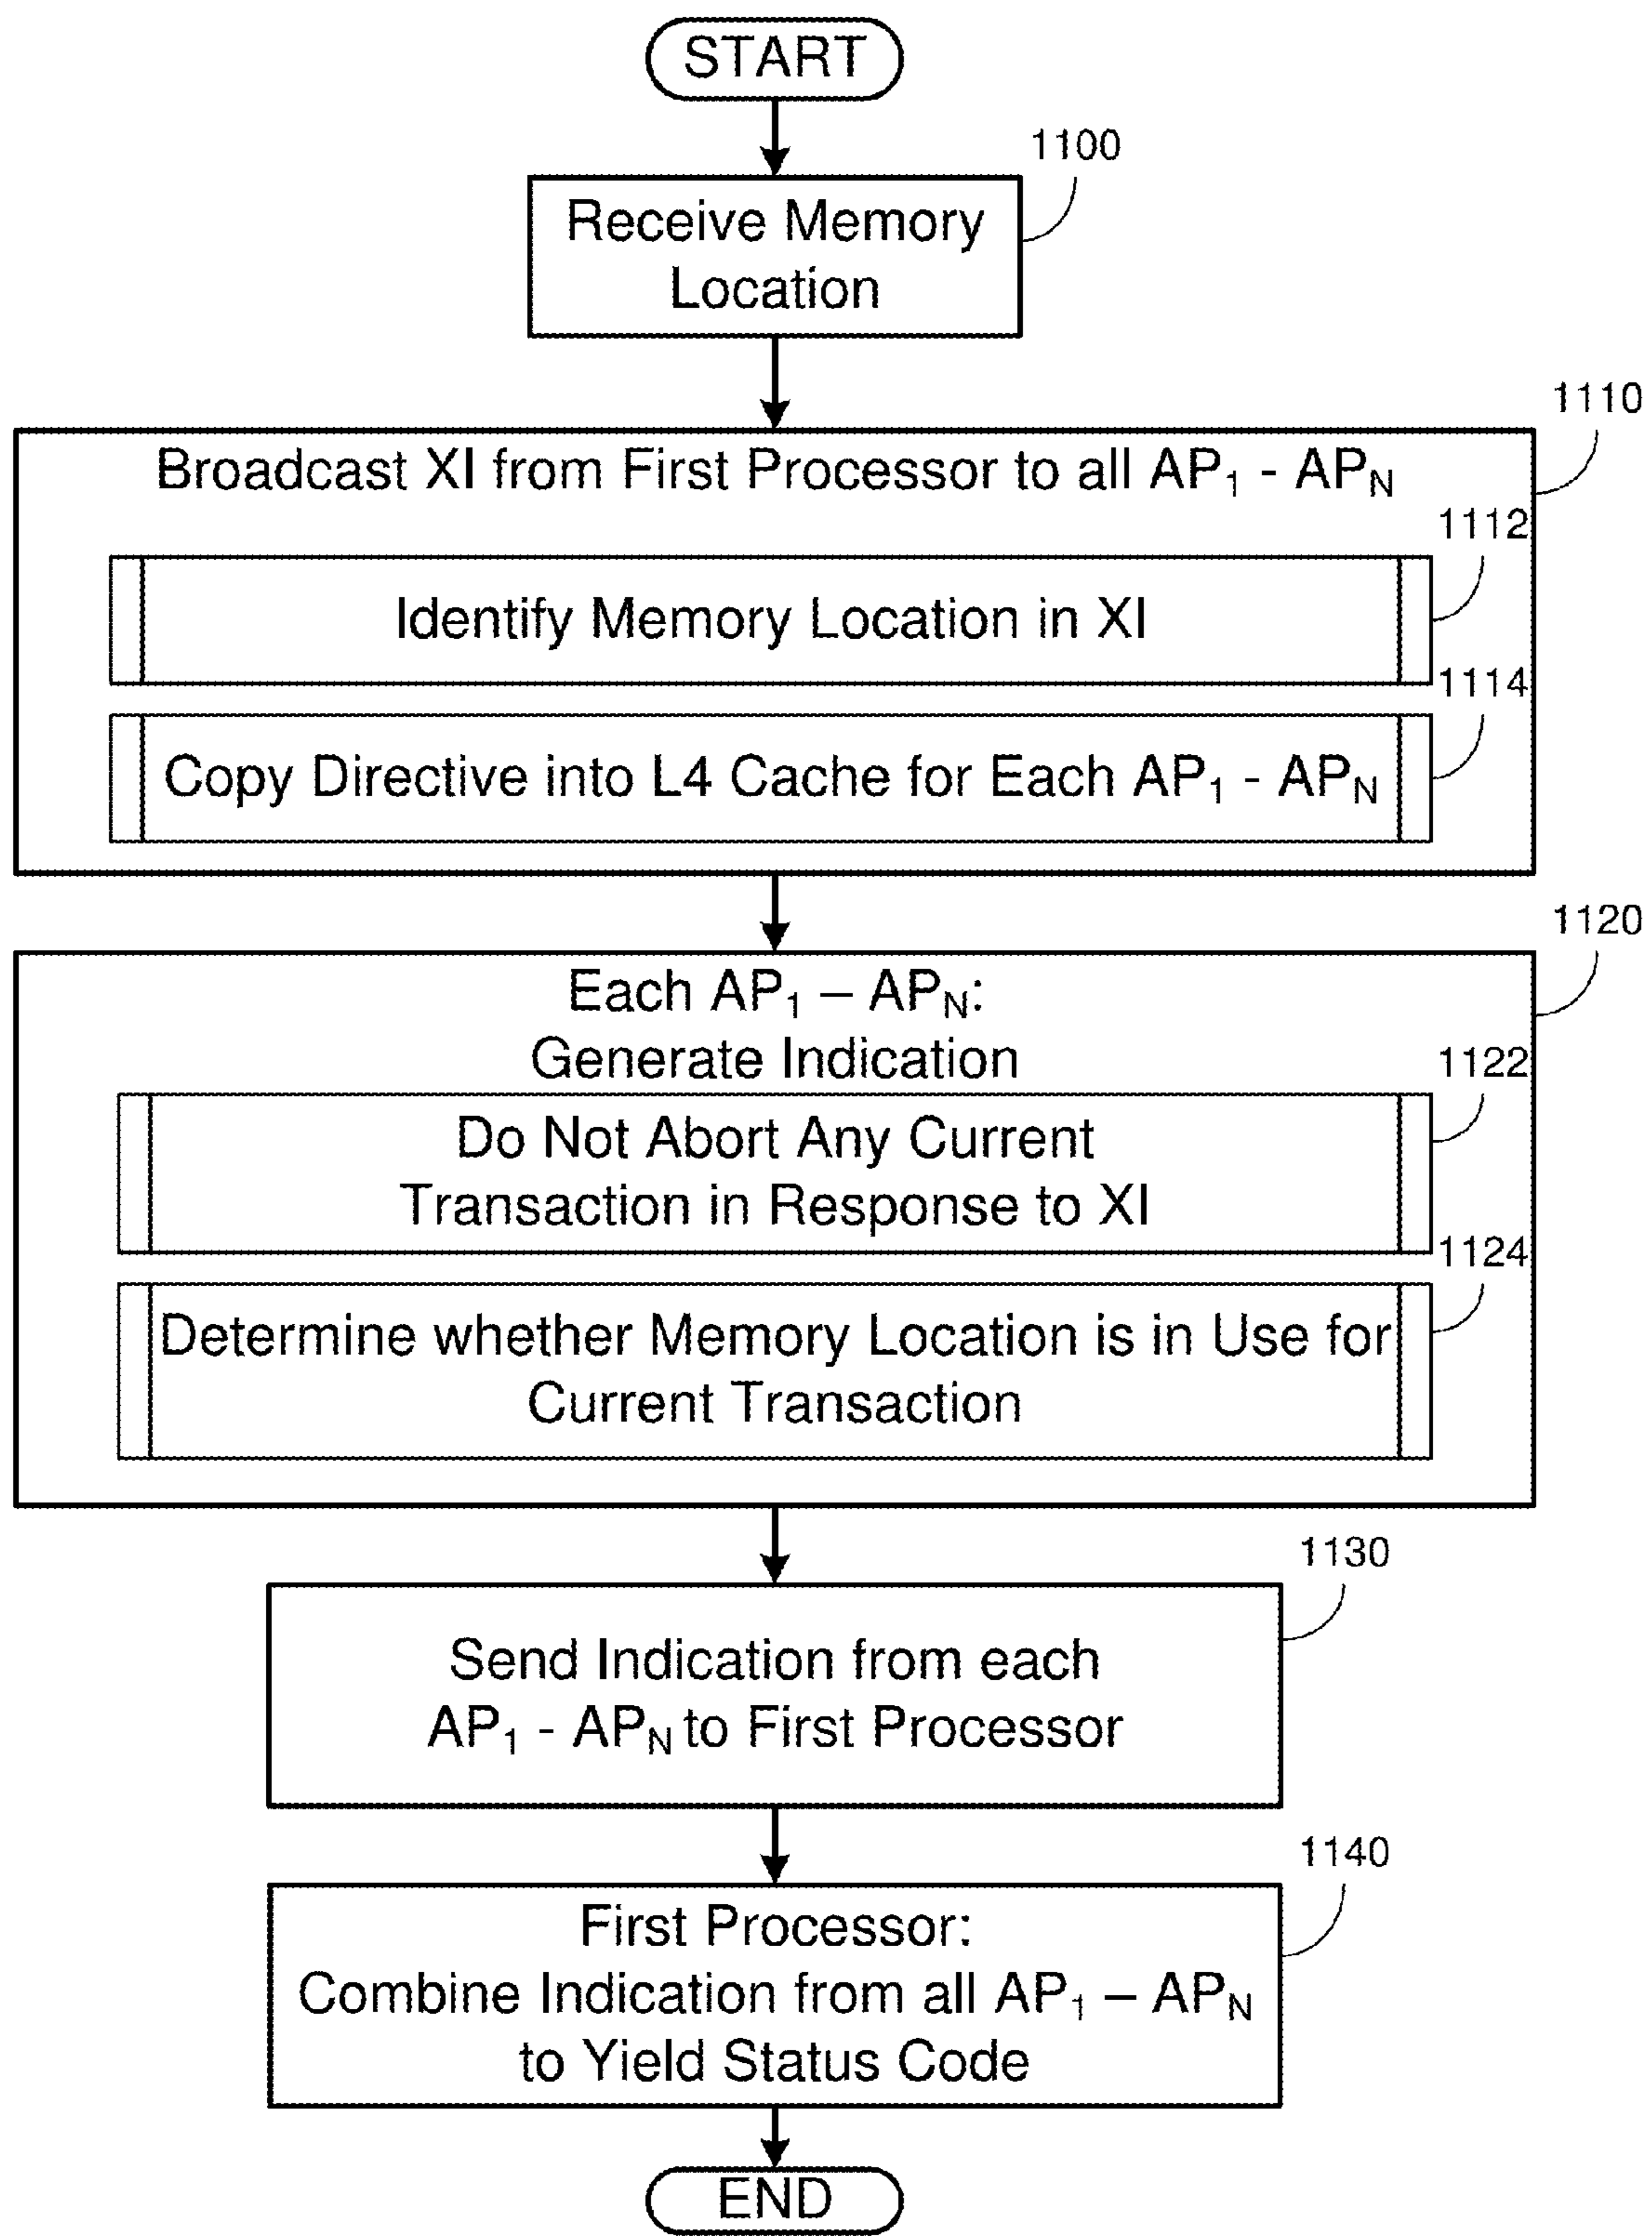 START
1100
Receive Memory
Location
1110
Broadcast XI from First Processor to all AP₁ - APN
1112
Identify Memory Location in XI
1114
Copy Directive into L4 Cache for Each AP₁ - APN
1120
Each AP₁ – APN:
Generate Indication
1122
Do Not Abort Any Current
Transaction in Response to XI
1124
Determine whether Memory Location is in Use for
Current Transaction
1130
Send Indication from each
AP₁ - APN to First Processor
1140
First Processor:
Combine Indication from all AP₁ – APN
to Yield Status Code
END